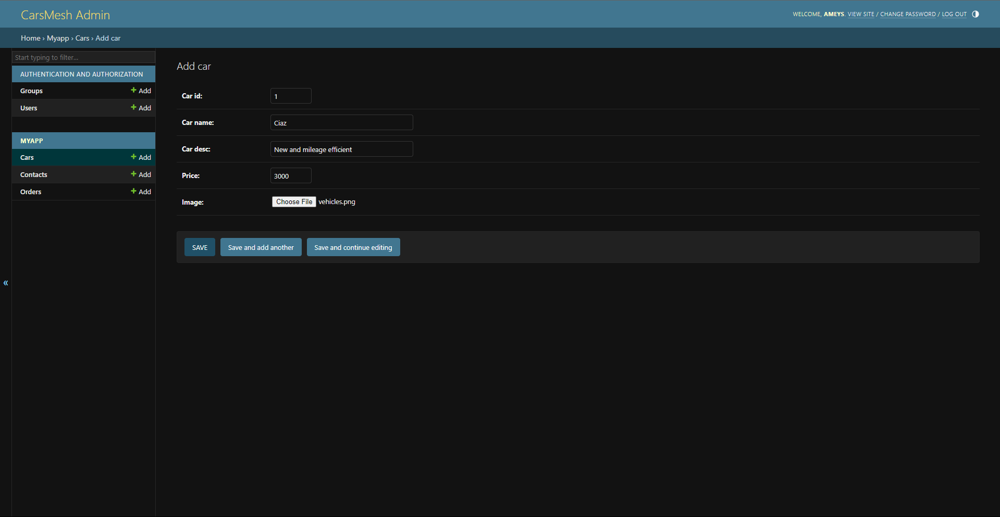 CarsMesh Admin
WELCOME, AMEYS. VIEW SITE / CHANGE PASSWORD / LOG OUT
Home › Myapp › Cars › Add car
Start typing to filter...
AUTHENTICATION AND AUTHORIZATION
Groups + Add
Users + Add
MYAPP
Cars + Add
Contacts + Add
Orders + Add
«
Add car
Car id: 1
Car name: Ciaz
Car desc: New and mileage efficient
Price: 3000
Image: Choose File vehicles.png
SAVE Save and add another Save and continue editing